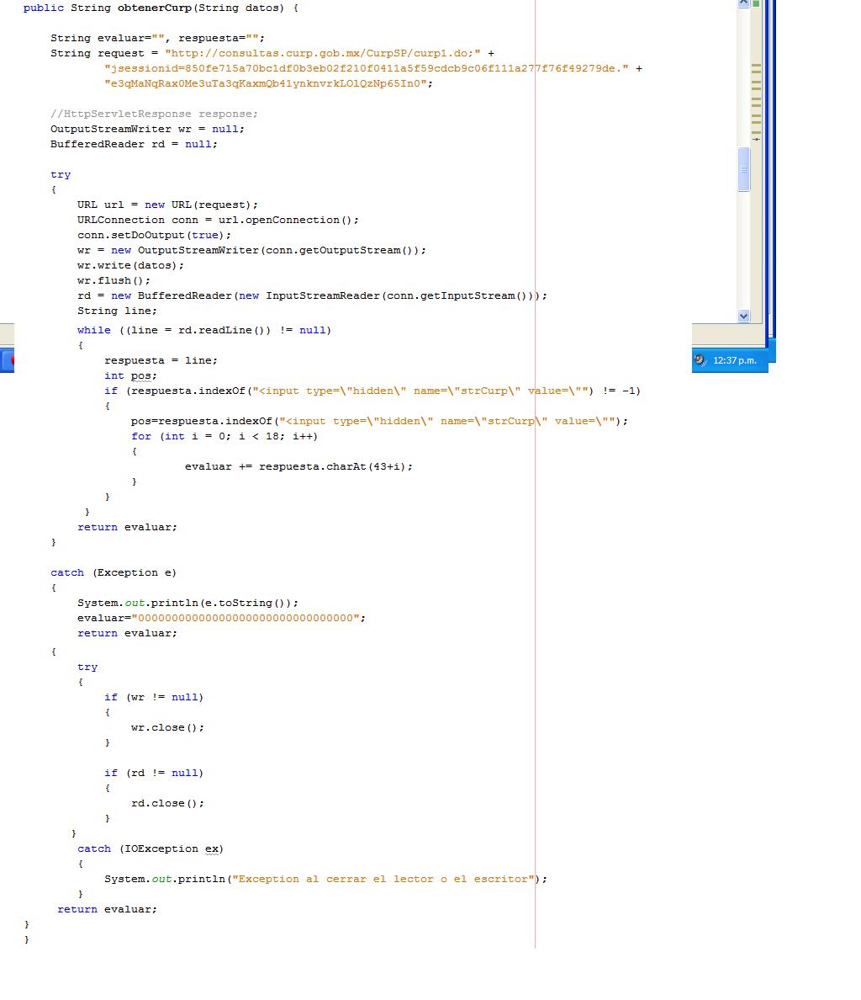 public String obtenerCurp(String datos) {
String evaluar="", respuesta="";
String request = "http://consultas.curp.gob.mx/CurpSP/curp1.do;" +
"jsessionid=850fe715a70bc1df0b3eb02f210f0411a5f59cdcb9c06f111a277f76f49279de." +
"e3qMaNqRax0Me3uTa3qKaxmQb41ynknvrkLOlQzNp65In0";
//HttpServletResponse response;
OutputStreamWriter wr = null;
BufferedReader rd = null;
try
{
URL url = new URL(request);
URLConnection conn = url.openConnection();
conn.setDoOutput(true);
wr = new OutputStreamWriter(conn.getOutputStream());
wr.write(datos);
wr.flush();
rd = new BufferedReader(new InputStreamReader(conn.getInputStream()));
String line;
while ((line = rd.readLine()) != null)
{
respuesta = line;
12:37 p.m.
int pos;
if (respuesta.indexOf("<input type=\"hidden\" name=\"strCurp\" value=\"") != -1)
{
pos=respuesta.indexOf("<input type=\"hidden\" name=\"strCurp\" value=\"");
for (int i = 0; i < 18; i++)
{
evaluar += respuesta.charAt(43+i);
}
}
}
return evaluar;
}
catch (Exception e)
{
System.out.println(e.toString());
evaluar="00000000000000000000000000000000";
return evaluar;
{
try
{
if (wr != null)
{
wr.close();
}
if (rd != null)
{
rd.close();
}
}
catch (IOException ex)
{
System.out.println("Exception al cerrar el lector o el escritor");
}
return evaluar;
}
}